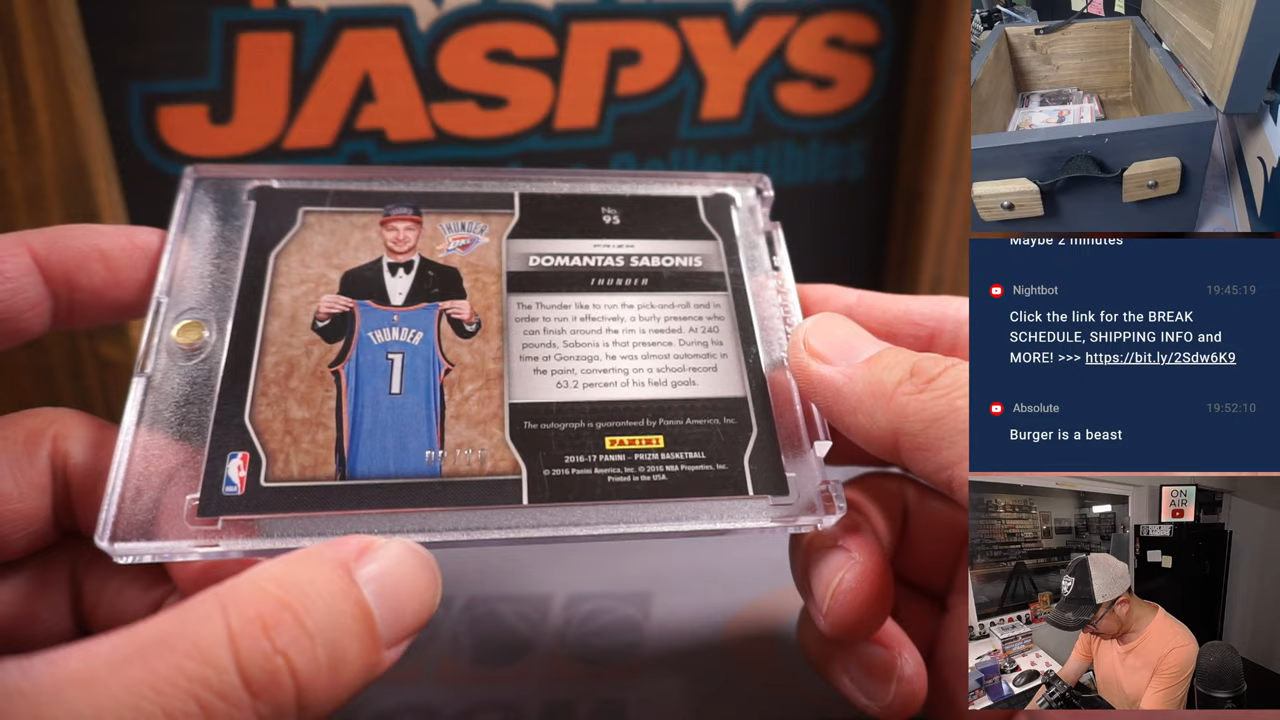 JASPYS
Collectibles
No.
95
THUNDER
DOMANTAS SABONIS
THUNDER
The Thunder like to run the pick-and-roll and in
order to run it effectively, a burly presence who
can finish around the rim is needed. At 240
pounds, Sabonis is that presence. During his
time at Gonzaga, he was almost automatic in
the paint, converting on a school-record
63.2 percent of his field goals.
THUNDER
1
The autograph is guaranteed by Panini America, Inc.
PANINI
2016-17 PANINI – PRIZM BASKETBALL
© 2016 Panini America, Inc. © 2016 NBA Properties, Inc.
Printed in the USA.
Maybe 2 minutes
Nightbot 19:45:19
Click the link for the BREAK
SCHEDULE, SHIPPING INFO and
MORE! >>> https://bit.ly/2Sdw6K9
Absolute 19:52:10
Burger is a beast
ON
AIR